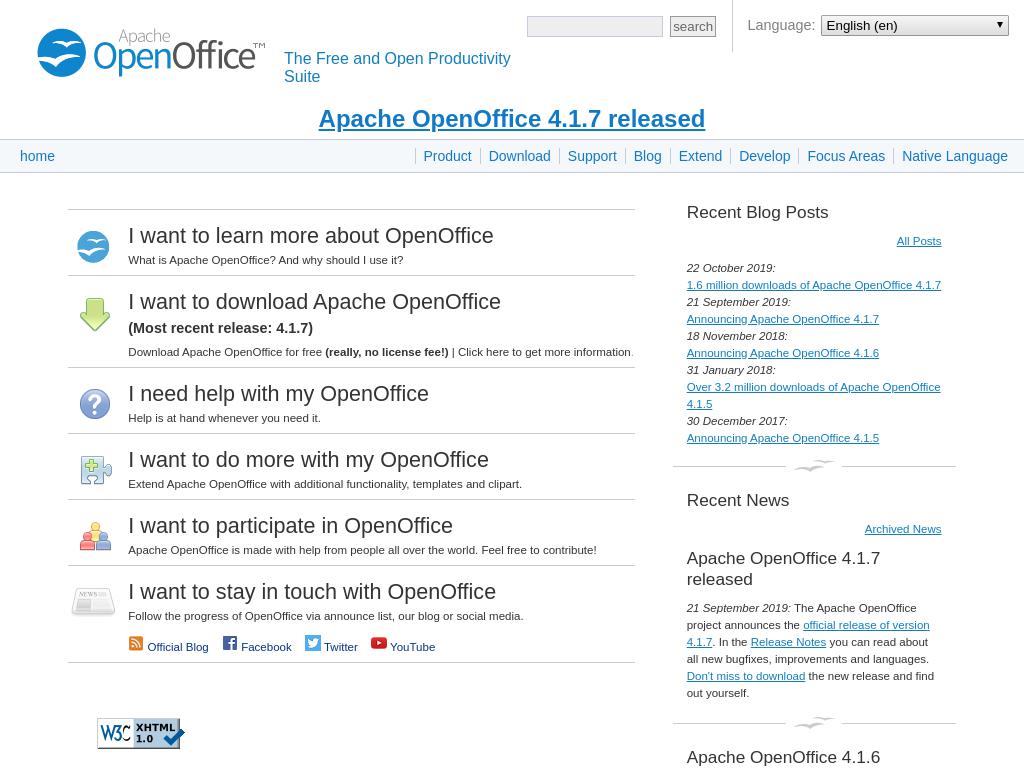 search
Language:
English (en)
Apache
OpenOffice™
The Free and Open Productivity
Suite
Apache OpenOffice 4.1.7 released
home
Product
Download
Support
Blog
Extend
Develop
Focus Areas
Native Language
I want to learn more about OpenOffice
What is Apache OpenOffice? And why should I use it?
I want to download Apache OpenOffice
(Most recent release: 4.1.7)
Download Apache OpenOffice for free (really, no license fee!) | Click here to get more information.
I need help with my OpenOffice
Help is at hand whenever you need it.
I want to do more with my OpenOffice
Extend Apache OpenOffice with additional functionality, templates and clipart.
I want to participate in OpenOffice
Apache OpenOffice is made with help from people all over the world. Feel free to contribute!
NEWS
I want to stay in touch with OpenOffice
Follow the progress of OpenOffice via announce list, our blog or social media.
Official Blog
Facebook
Twitter
YouTube
W3C XHTML
1.0
Recent Blog Posts
All Posts
22 October 2019:
1.6 million downloads of Apache OpenOffice 4.1.7
21 September 2019:
Announcing Apache OpenOffice 4.1.7
18 November 2018:
Announcing Apache OpenOffice 4.1.6
31 January 2018:
Over 3.2 million downloads of Apache OpenOffice
4.1.5
30 December 2017:
Announcing Apache OpenOffice 4.1.5
Recent News
Archived News
Apache OpenOffice 4.1.7
released
21 September 2019: The Apache OpenOffice
project announces the official release of version
4.1.7. In the Release Notes you can read about
all new bugfixes, improvements and languages.
Don't miss to download the new release and find
out yourself.
Apache OpenOffice 4.1.6